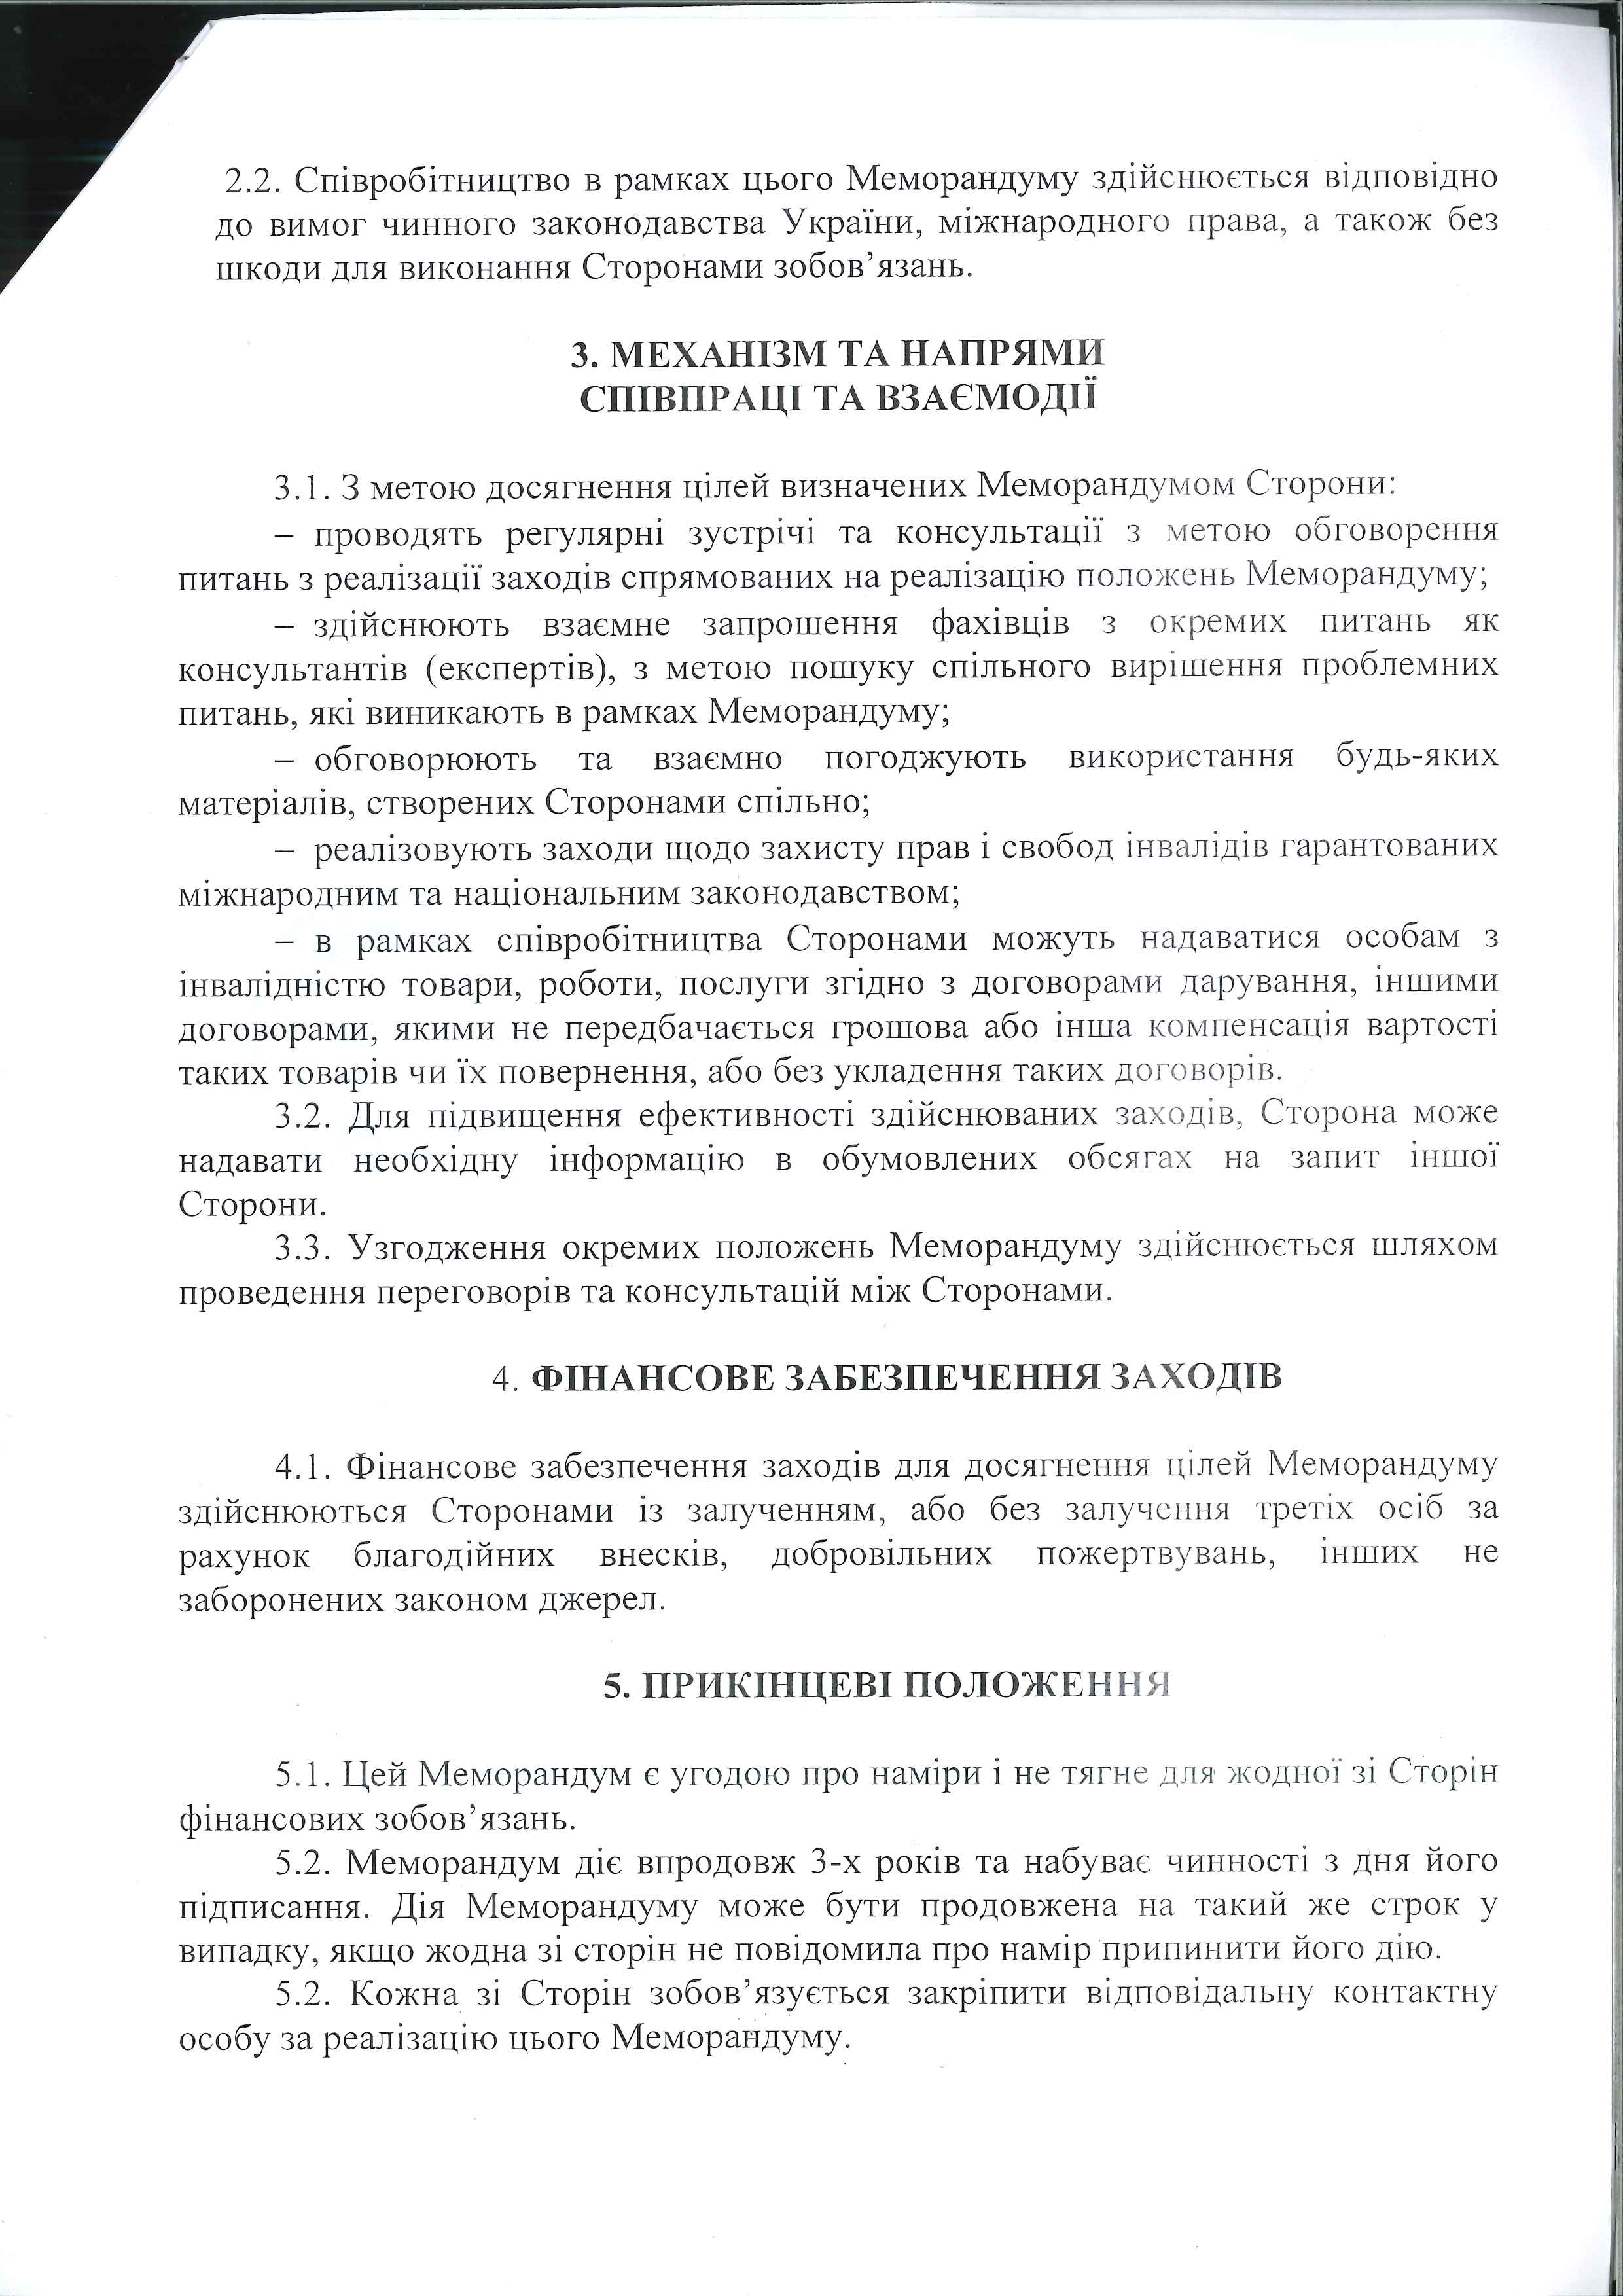 2.2. Співробітництво в рамках цього Меморандуму здійснюється відповідно
до вимог чинного законодавства України, міжнародного права, а також без
шкоди для виконання Сторонами зобов’язань.
3. МЕХАНІЗМ ТА НАПРЯМИ
СПІВПРАЦІ ТА ВЗАЄМОДІЇ
3.1. З метою досягнення цілей визначених Меморандумом Сторони:
– проводять регулярні зустрічі та консультації з метою обговорення
питань з реалізації заходів спрямованих на реалізацію положень Меморандуму;
– здійснюють взаємне запрошення фахівців з окремих питань як
консультантів (експертів), з метою пошуку спільного вирішення проблемних
питань, які виникають в рамках Меморандуму;
– обговорюють та взаємно погоджують використання будь-яких
матеріалів, створених Сторонами спільно;
– реалізовують заходи щодо захисту прав і свобод інвалідів гарантованих
міжнародним та національним законодавством;
– в рамках співробітництва Сторонами можуть надаватися особам з
інвалідністю товари, роботи, послуги згідно з договорами дарування, іншими
договорами, якими не передбачається грошова або інша компенсація вартості
таких товарів чи їх повернення, або без укладення таких договорів.
3.2. Для підвищення ефективності здійснюваних заходів, Сторона може
надавати необхідну інформацію в обумовлених обсягах на запит іншої
Сторони.
3.3. Узгодження окремих положень Меморандуму здійснюється шляхом
проведення переговорів та консультацій між Сторонами.
4. ФІНАНСОВЕ ЗАБЕЗПЕЧЕННЯ ЗАХОДІВ
4.1. Фінансове забезпечення заходів для досягнення цілей Меморандуму
здійснюються Сторонами із залученням, або без залучення третіх осіб за
рахунок благодійних внесків, добровільних пожертвувань, інших не
заборонених законом джерел.
5. ПРИКІНЦЕВІ ПОЛОЖЕННЯ
5.1. Цей Меморандум є угодою про наміри і не тягне для жодної зі Сторін
фінансових зобов’язань.
5.2. Меморандум діє впродовж 3-х років та набуває чинності з дня його
підписання. Дія Меморандуму може бути продовжена на такий же строк у
випадку, якщо жодна зі сторін не повідомила про намір припинити його дію.
5.2. Кожна зі Сторін зобов’язується закріпити відповідальну контактну
особу за реалізацію цього Меморандуму.